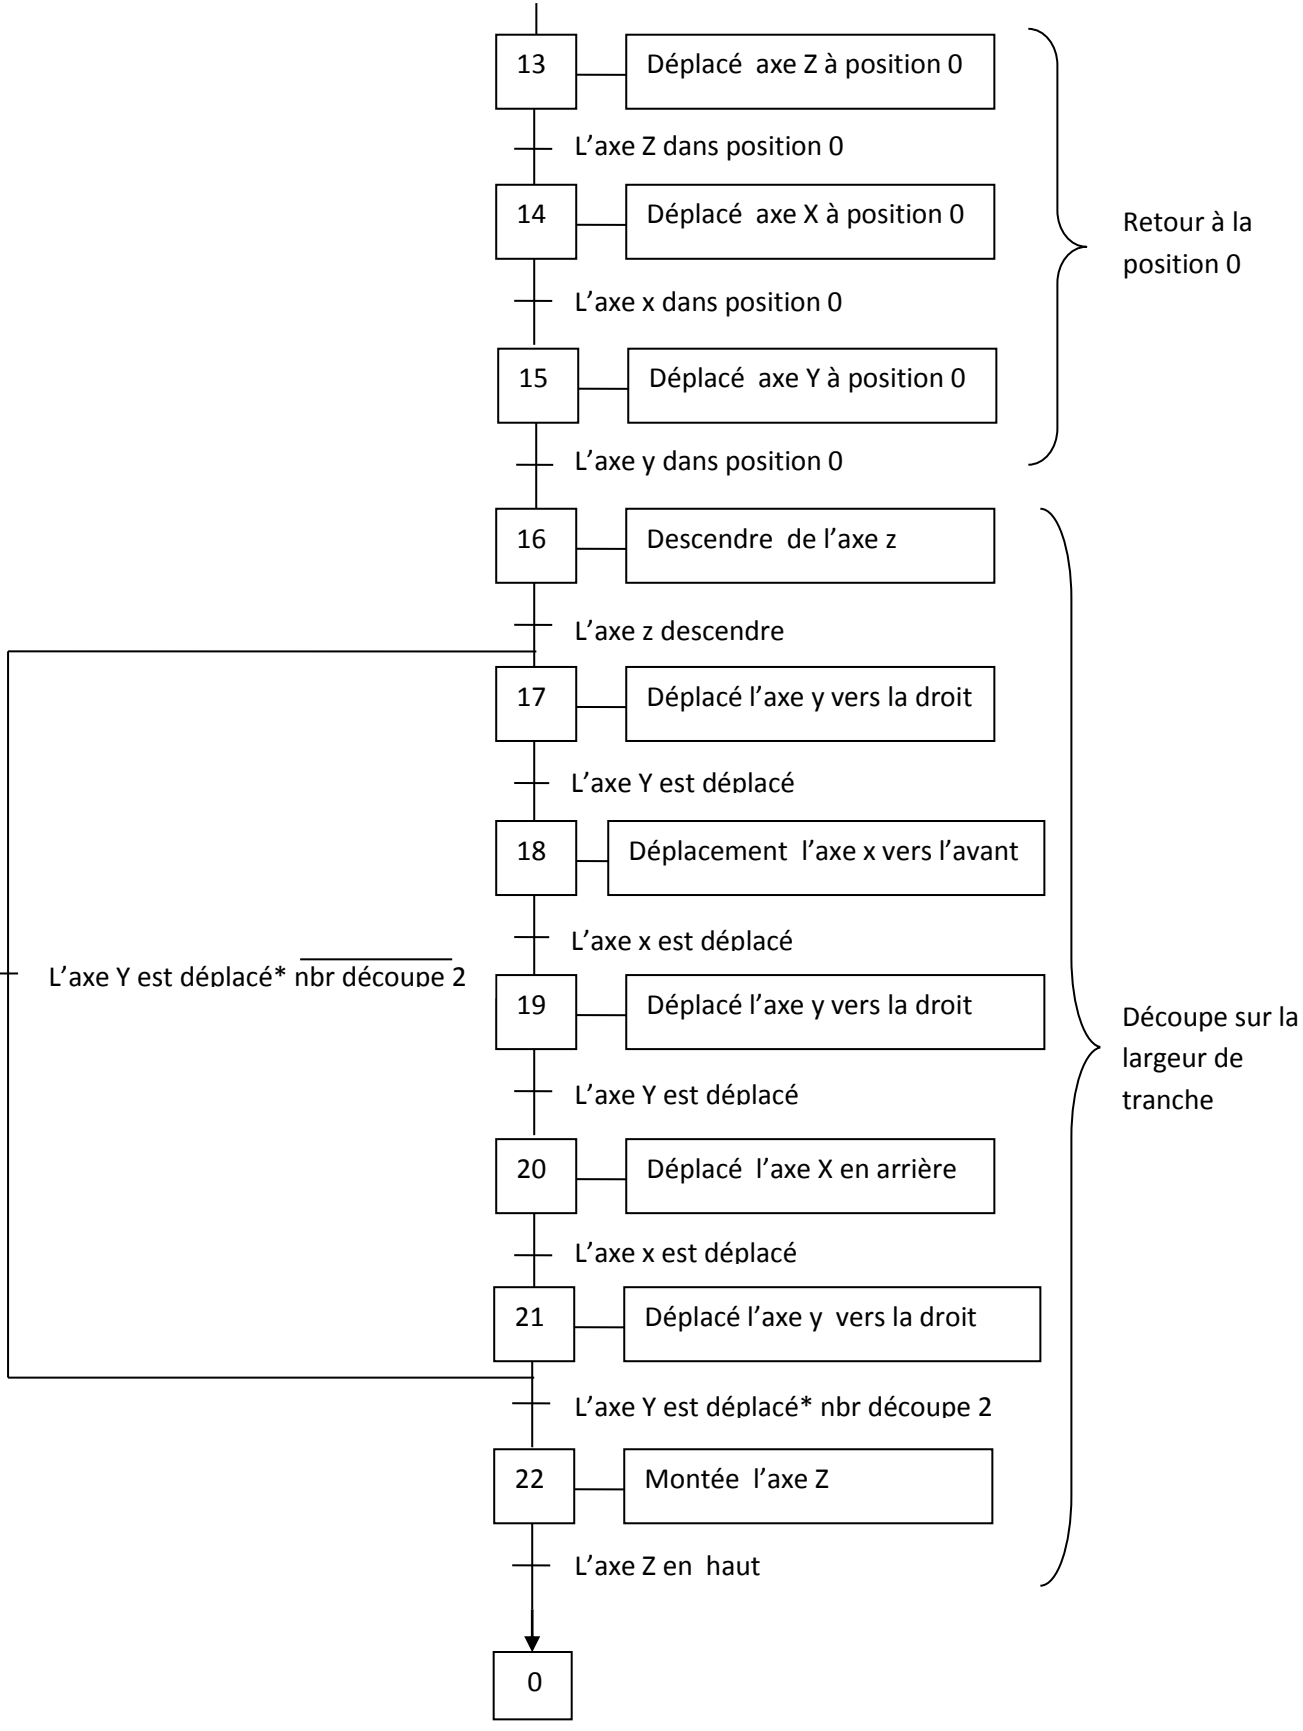 13
Déplacé axe Z à position 0
L’axe Z dans position 0
14
Déplacé axe X à position 0
Retour à la
position 0
L’axe x dans position 0
15
Déplacé axe Y à position 0
L’axe y dans position 0
16
Descendre de l’axe z
L’axe z descendre
17
Déplacé l’axe y vers la droit
L’axe Y est déplacé
18
Déplacement l’axe x vers l’avant
L’axe x est déplacé
L’axe Y est déplacé* nbr découpe 2
19
Déplacé l’axe y vers la droit
Découpe sur la
largeur de
tranche
L’axe Y est déplacé
20
Déplacé l’axe X en arrière
L’axe x est déplacé
21
Déplacé l’axe y vers la droit
L’axe Y est déplacé* nbr découpe 2
22
Montée l’axe Z
L’axe Z en haut
0